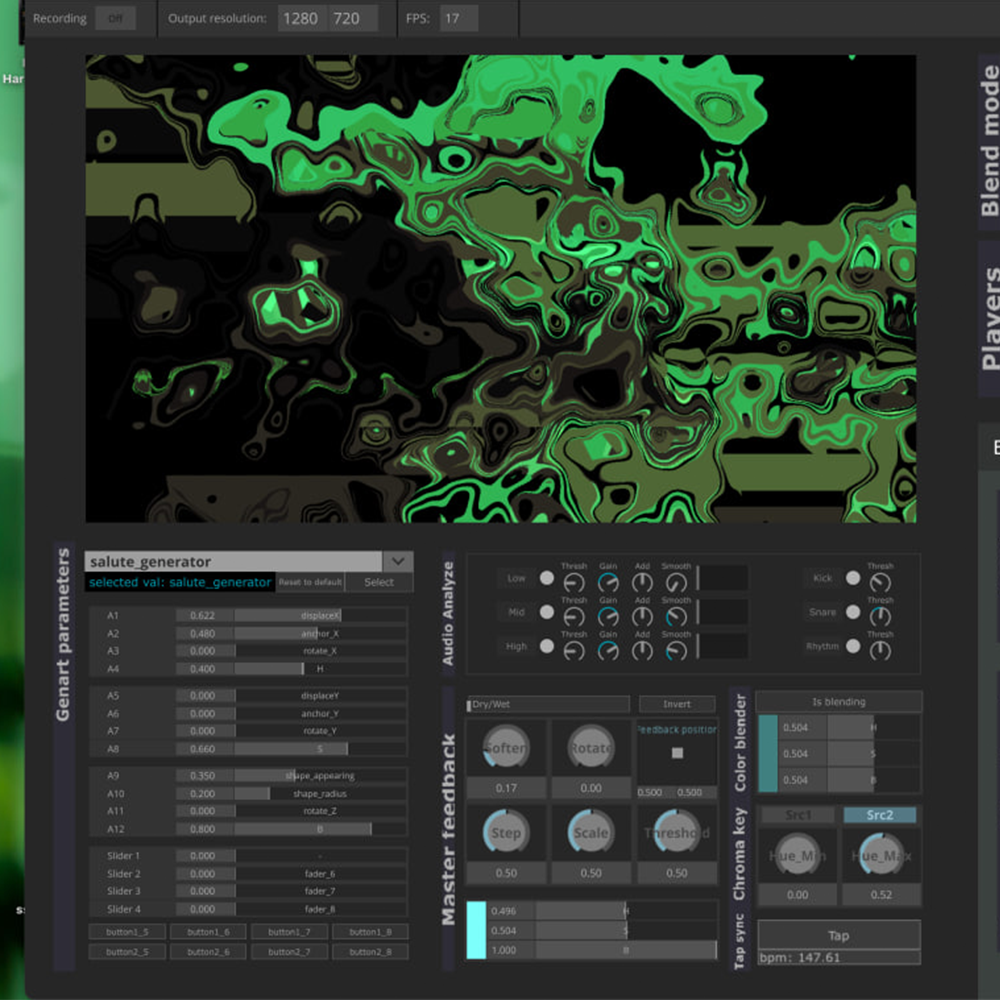 Recording Off Output resolution: 1280 720 FPS: 17
Har
Blend mode
Players
Genart parameters
salute_generator
selected val: salute_generator Reset to default Select
A1 0.622 displaceX
A2 0.480 anchor_X
A3 0.000 rotate_X
A4 0.400 H
A5 0.000 displaceY
A6 0.000 anchor_Y
A7 0.000 rotate_Y
A8 0.660 S
A9 0.350 shape_appearing
A10 0.200 shape_radius
A11 0.000 rotate_Z
A12 0.800 B
Slider 1 0.000 -
Slider 2 0.000 fader_6
Slider 3 0.000 fader_7
Slider 4 0.000 fader_8
button1_5 button1_6 button1_7 button1_8
button2_5 button2_6 button2_7 button2_8
Audio Analyze
Thresh Gain Add Smooth Thresh
Low Kick
Thresh Gain Add Smooth Thresh
Mid Snare
Thresh Gain Add Smooth Thresh
High Rhythm
Master feedback
Dry/Wet Invert
Soften Rotate Feedback position
0.17 0.00 0.500 0.500
Step Scale Threshold
0.50 0.50 0.50
0.496 H
0.504 S
1.000 B
Color blender
Is blending
0.504 H
0.504 S
0.504 B
Chroma key
Src1 Src2
Hue_Min Hue_Max
0.00 0.52
Tap sync
Tap
bpm: 147.61